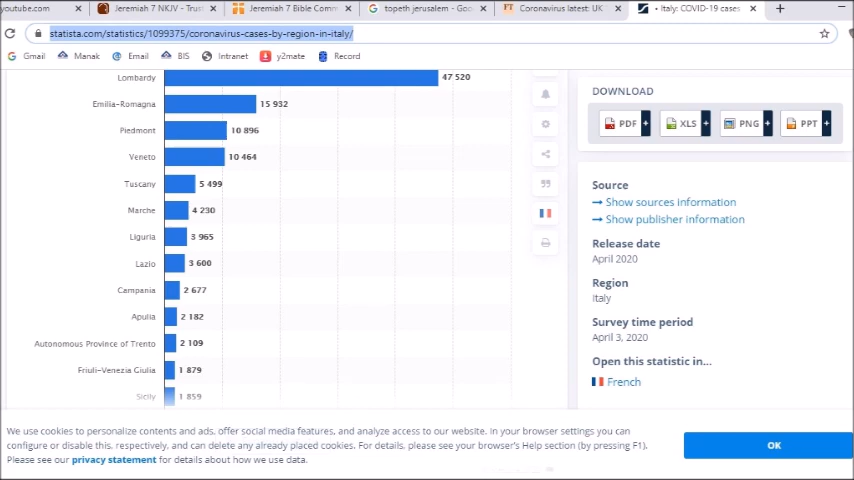 youtube.com
Jeremiah 7 NKJV - Trus
Jeremiah 7 Bible Comm
topeth jerusalem - Goo
Coronavirus latest: UK
• Italy: COVID-19 cases
statista.com/statistics/1099375/coronavirus-cases-by-region-in-italy/
Gmail Manak Email BIS Intranet y2mate Record
Lombardy 47 520
Emilia-Romagna 15 932
Piedmont 10 896
Veneto 10 464
Tuscany 5 499
Marche 4 230
Liguria 3 965
Lazio 3 600
Campania 2 677
Apulia 2 182
Autonomous Province of Trento 2 109
Friuli-Venezia Giulia 1 879
Sicily 1 859
DOWNLOAD
PDF + XLS + PNG + PPT +
Source
→ Show sources information
→ Show publisher information
Release date
April 2020
Region
Italy
Survey time period
April 3, 2020
Open this statistic in...
French
We use cookies to personalize contents and ads, offer social media features, and analyze access to our website. In your browser settings you can
configure or disable this, respectively, and can delete any already placed cookies. For details, please see your browser's Help section (by pressing F1).
Please see our privacy statement for details about how we use data.
OK